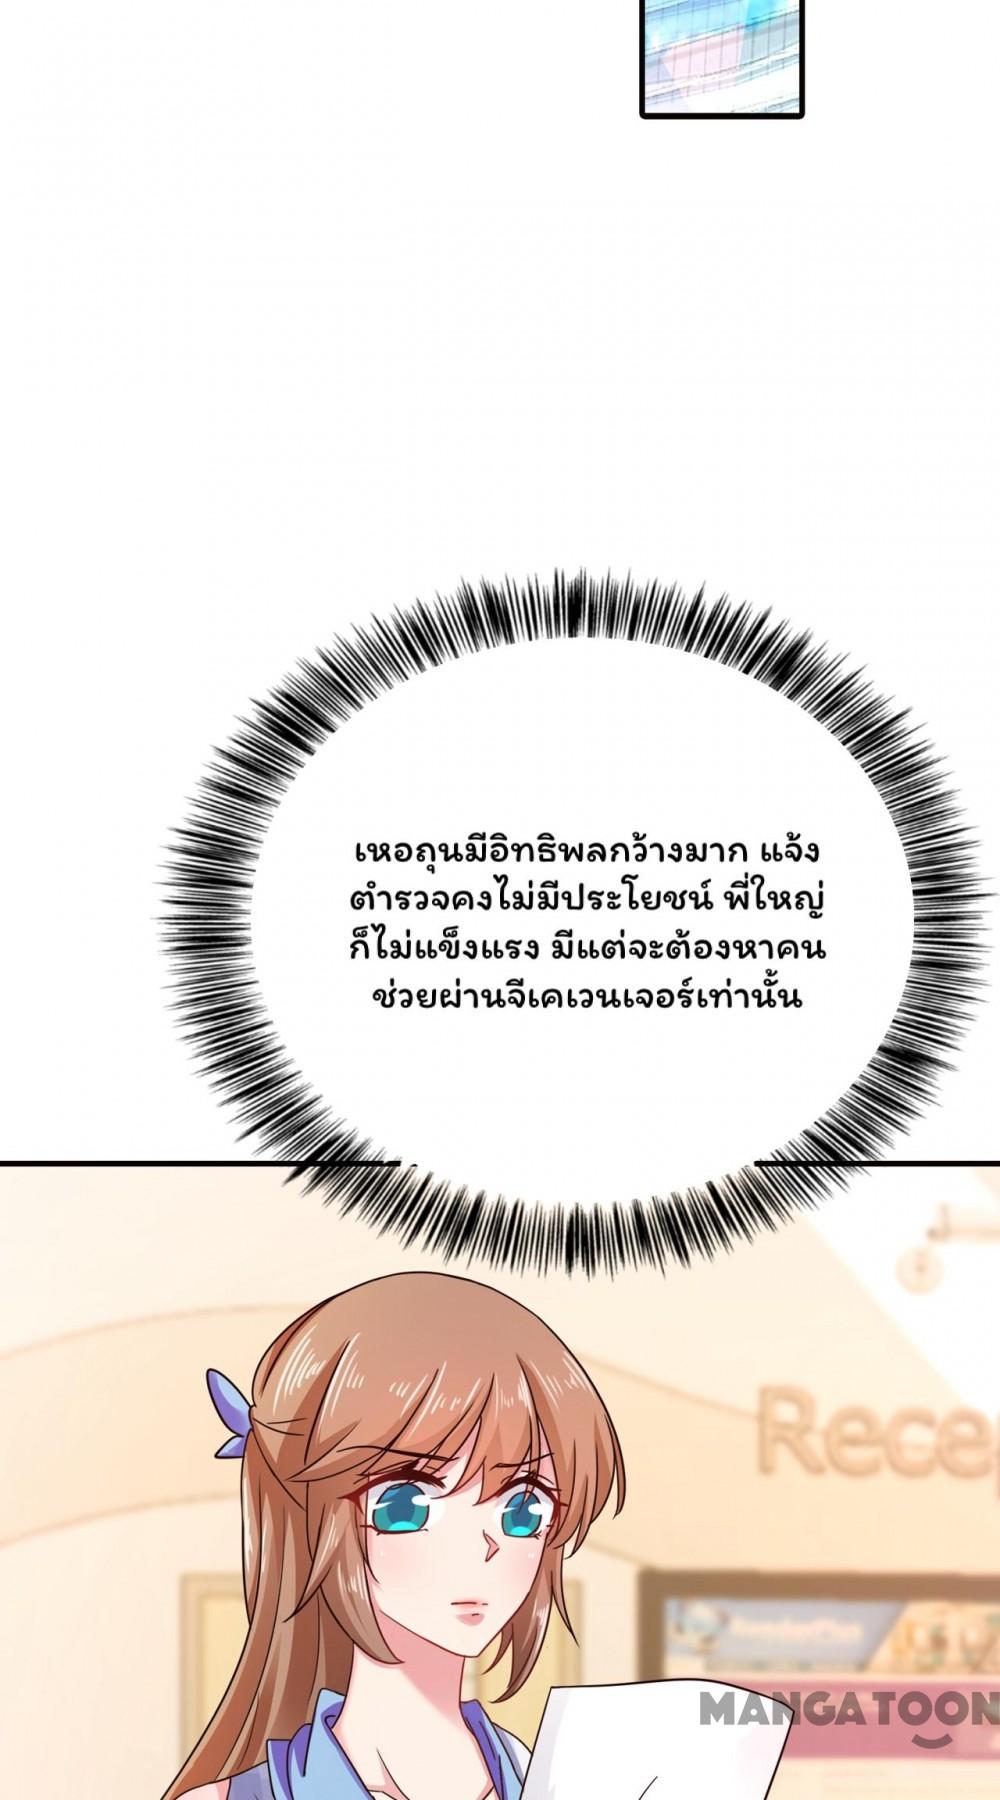 เหอถุนมีอิทธิพลกว้างมาก แจ้ง
ตำรวจคงไม่มีประโยชน์ พี่ใหญ่
ก็ไม่แข็งแรง มีแต่จะต้องหาคน
ช่วยผ่านจีเควนเจอร์เท่านั้น
Recep
MANGATOON